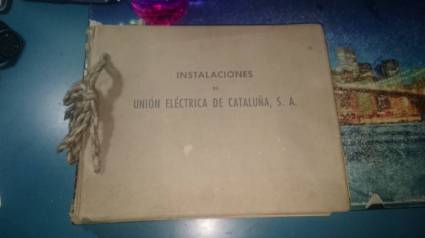 INSTALACIONES
DE
UNIÓN ELÉCTRICA DE CATALUÑA, S. A.